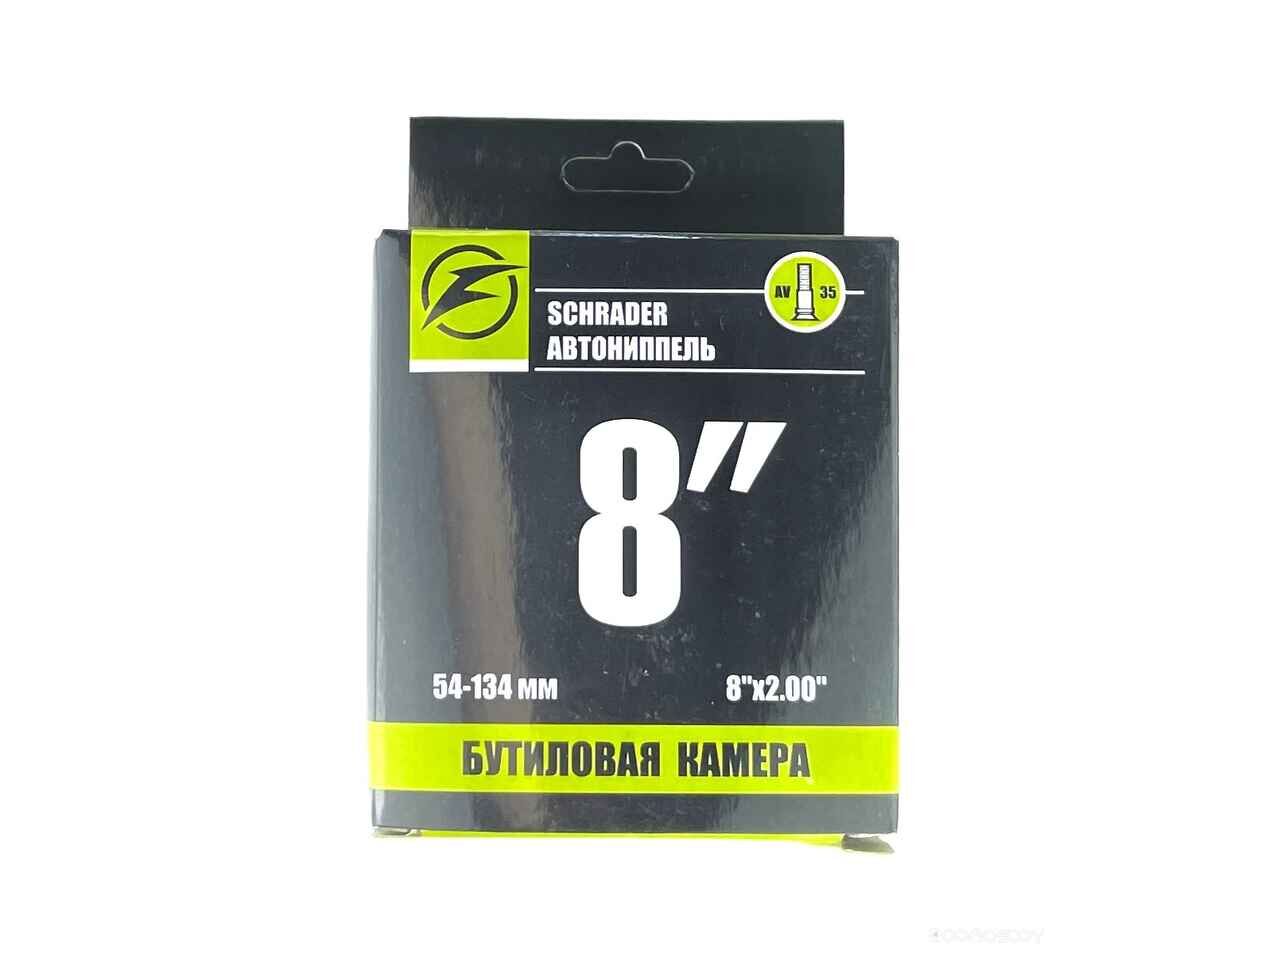 AV 35
SCHRADER
АВТОНИППЕЛЬ
8"
54-134 мм
8"x2.00"
БУТИЛОВАЯ КАМЕРА